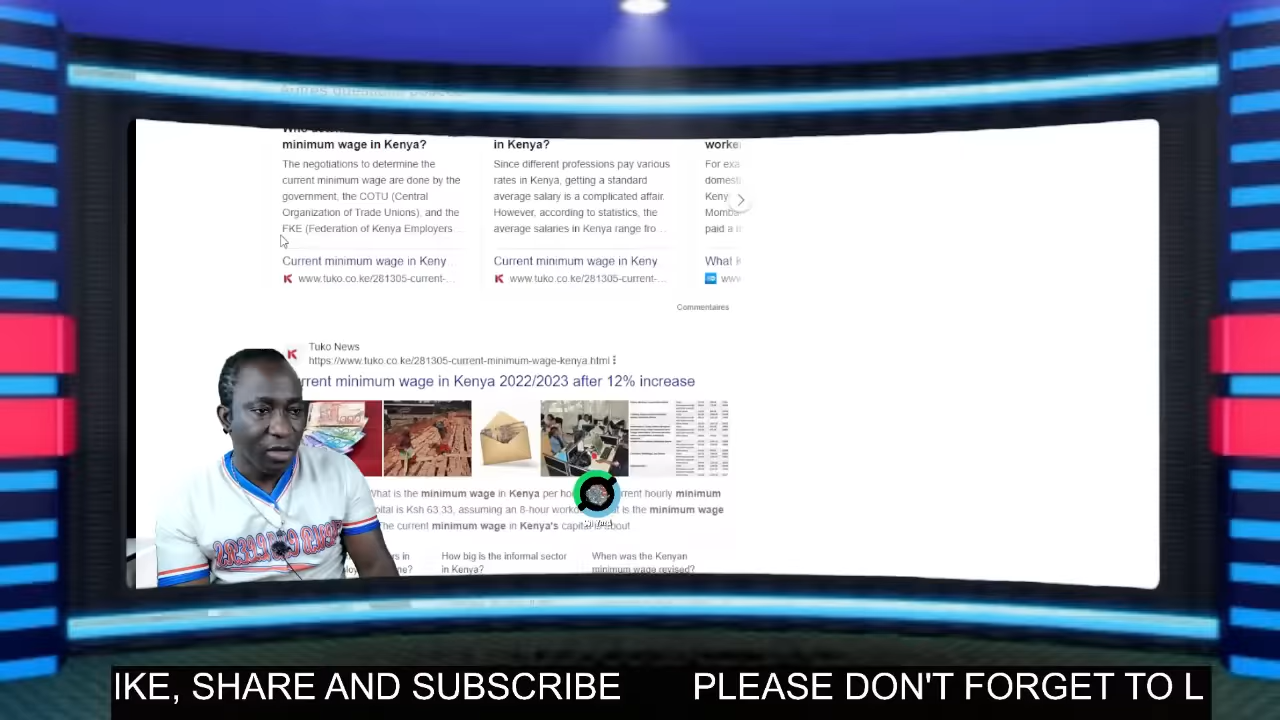 minimum wage in Kenya?
The negotiations to determine the
current minimum wage are done by the
government, the COTU (Central
Organization of Trade Unions), and the
FKE (Federation of Kenya Employers...
Current minimum wage in Keny
www.tuko.co.ke/281305-current-...
in Kenya?
Since different professions pay various
rates in Kenya, getting a standard
average salary is a complicated affair.
However, according to statistics, the
average salaries in Kenya range fro...
Current minimum wage in Keny
www.tuko.co.ke/281305-current-...
For
paid a
What
Commentaires
Tuko News
https://www.tuko.co.ke/281305-current-minimum-wage-kenya.html
rrent minimum wage in Kenya 2022/2023 after 12% increase
What is the minimum wage in Kenya per rrent hourly minimum
pital is Ksh 63.33, assuming an 8-hour is the minimum wage
The current minimum wage in Kenya's
rs in
How big is the informal sector
in Kenya?
When was the Kenyan
minimum wage revised?
IKE, SHARE AND SUBSCRIBE PLEASE DON'T FORGET TO L